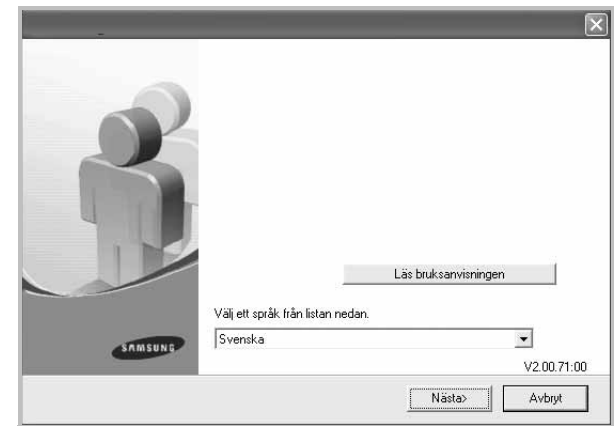 Läs bruksanvisningen
Välj ett språk från listan nedan.
Svenska
SAMSUNG
V2.00.71:00
Nästa>
Avbryt